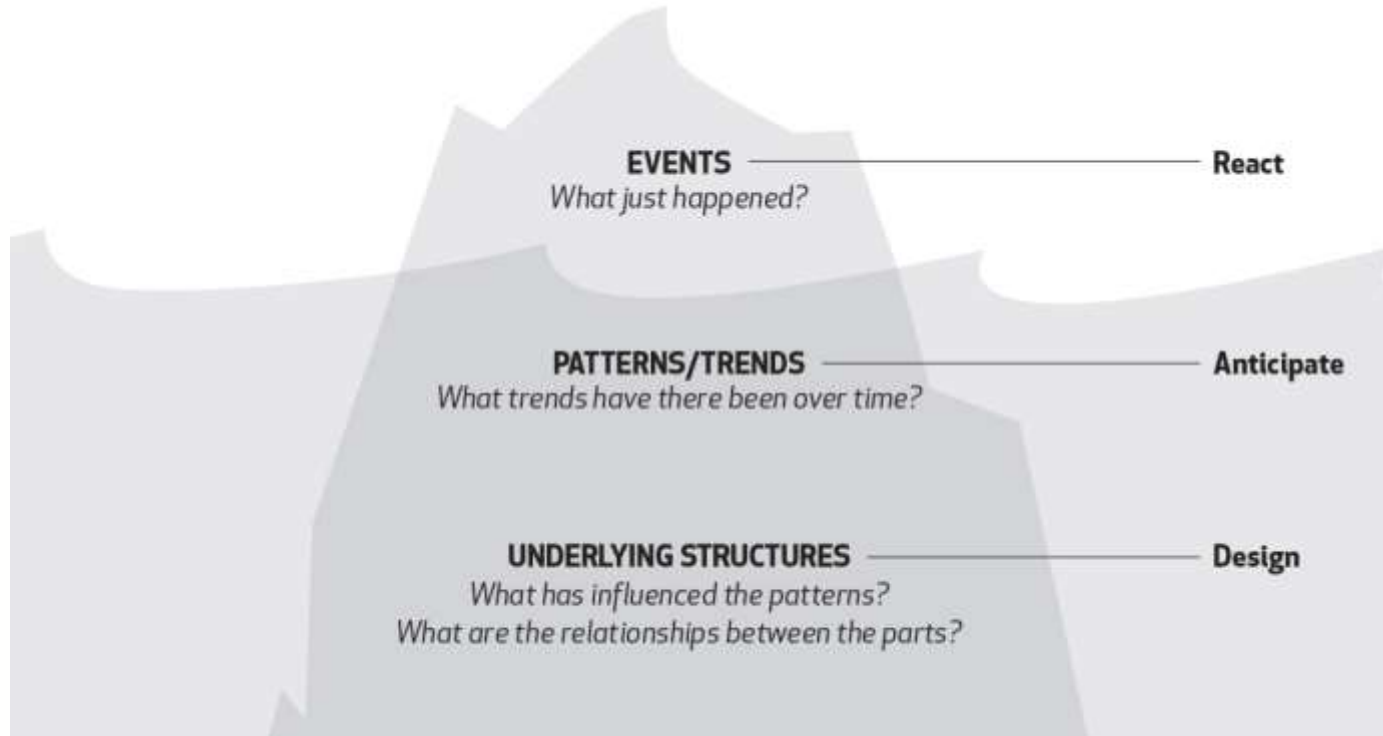 EVENTS React
What just happened?
PATTERNS/TRENDS Anticipate
What trends have there been over time?
UNDERLYING STRUCTURES Design
What has influenced the patterns?
What are the relationships between the parts?